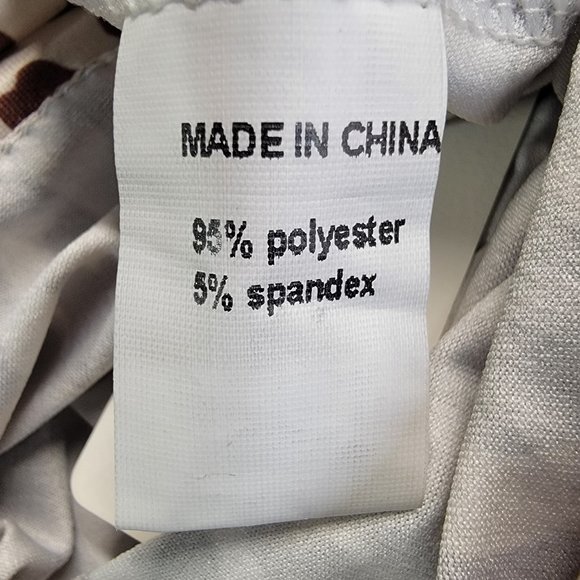 MADE IN CHINA
95% polyester
5% spandex